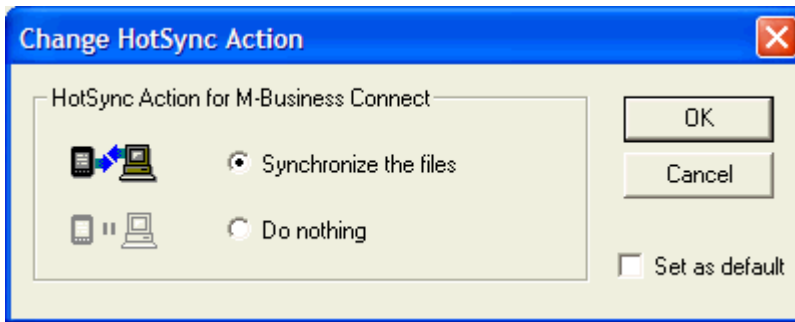 Change HotSync Action
HotSync Action for M-Business Connect
Synchronize the files
Do nothing
OK
Cancel
Set as default